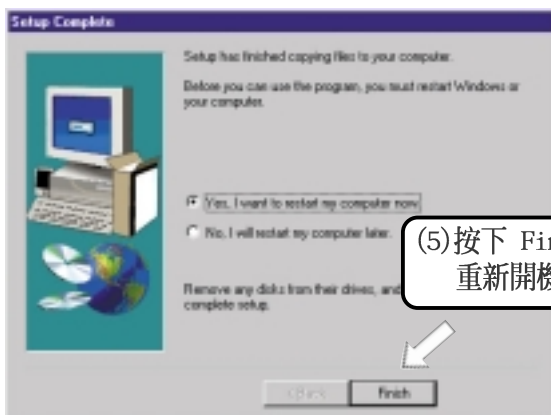 Setup Complete
Setup has finished copying files to your computer.
Before you can use the program, you must restart Windows or
your computer.
Yes, I want to restart my computer now.
No, I will restart my computer later.
(5)按下 Fin
重新開機
Remove any disks from their drives, and
complete setup.
< Back
Finish